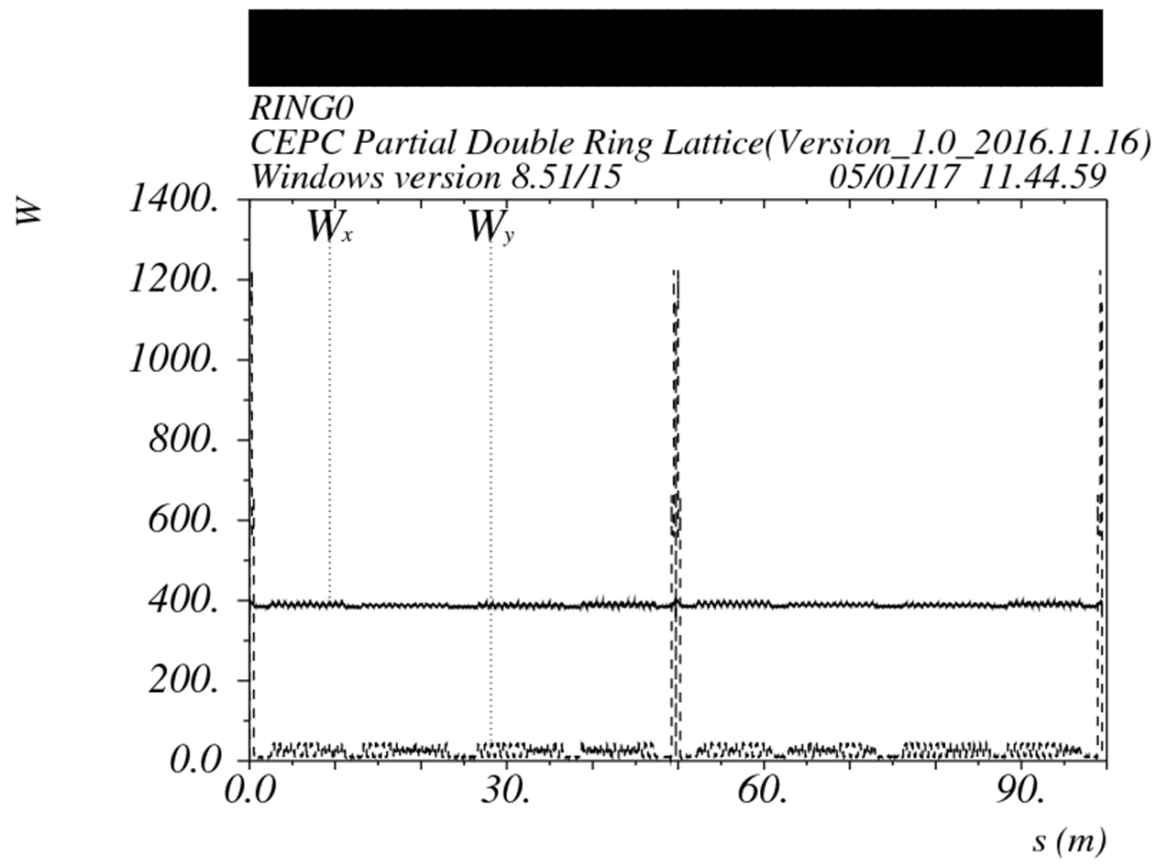 RING0
CEPC Partial Double Ring Lattice(Version_1.0_2016.11.16)
Windows version 8.51/15 05/01/17 11.44.59
W
1400.
Wx Wy
1200.
1000.
800.
600.
400.
200.
0.0
0.0 30. 60. 90.
s (m)